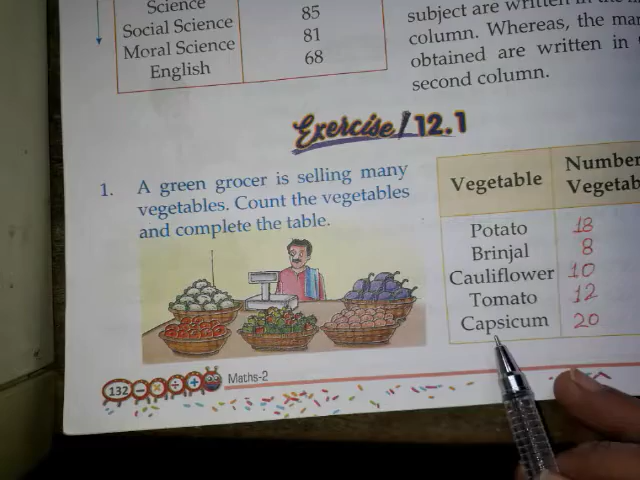 Science
Social Science 85
Moral Science 81
English 68
subject are written in the
column. Whereas, the
obtained are written in
second column.
Exercise 12.1
1. A green grocer is selling many
vegetables. Count the vegetables
and complete the table.
Vegetable Number
Potato 18
Brinjal 8
Cauliflower 10
Tomato 12
Capsicum 20
132 Maths-2